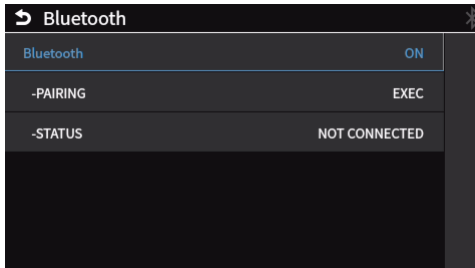 Bluetooth
Bluetooth ON
-PAIRING EXEC
-STATUS NOT CONNECTED